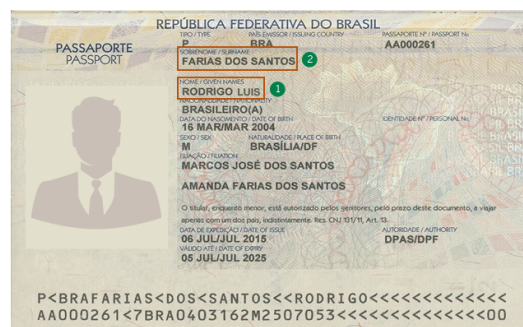 REPÚBLICA FEDERATIVA DO BRASIL
PASSAPORTE
PASSPORT
TIPO / TYPE PAÍS EMISSOR / ISSUING COUNTRY PASSAPORTE Nº / PASSPORT No
P BRA AA000261
SOBRENOME / SURNAME
FARIAS DOS SANTOS 2
NOME / GIVEN NAMES
RODRIGO LUIS 1
NACIONALIDADE / NATIONALITY
BRASILEIRO(A)
DATA DO NASCIMENTO / DATE OF BIRTH IDENTIDADE Nº / PERSONAL No
16 MAR/MAR 2004
SEXO / SEX NATURALIDADE / PLACE OF BIRTH
M BRASÍLIA/DF
FILIAÇÃO / FILIATION
MARCOS JOSÉ DOS SANTOS
AMANDA FARIAS DOS SANTOS
O titular, enquanto menor, está autorizado pelos genitores, pelo prazo deste documento, a viajar
apenas com um dos pais, indistintamente. Res. CNJ 131/11, Art. 13.
DATA DE EXPEDIÇÃO / DATE OF ISSUE AUTORIDADE / AUTHORITY
06 JUL/JUL 2015 DPAS/DPF
VÁLIDO ATÉ / DATE OF EXPIRY
05 JUL/JUL 2025
P<BRAFARIAS<DOS<SANTOS<<RODRIGO<<<<<<<<<<<<<
AA000261<7BRA0403162M2507053<<<<<<<<<<<<<<00